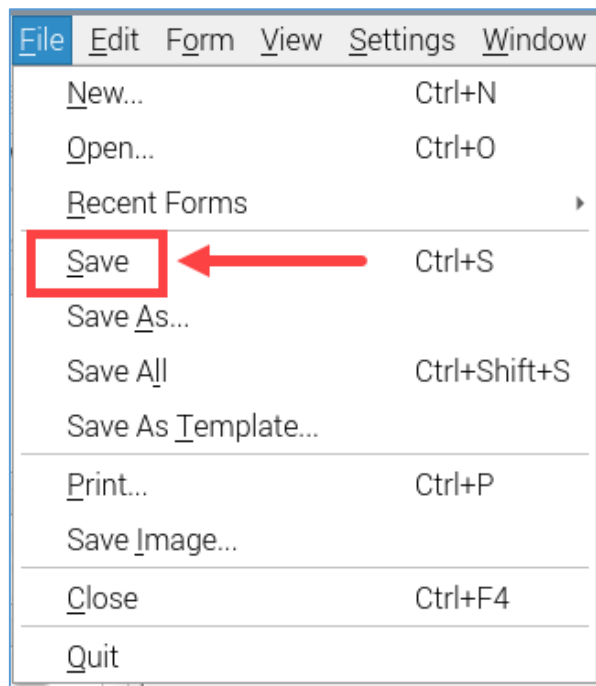 File Edit Form View Settings Window
New... Ctrl+N
Open... Ctrl+O
Recent Forms
Save Ctrl+S
Save As...
Save All Ctrl+Shift+S
Save As Template...
Print... Ctrl+P
Save Image...
Close Ctrl+F4
Quit